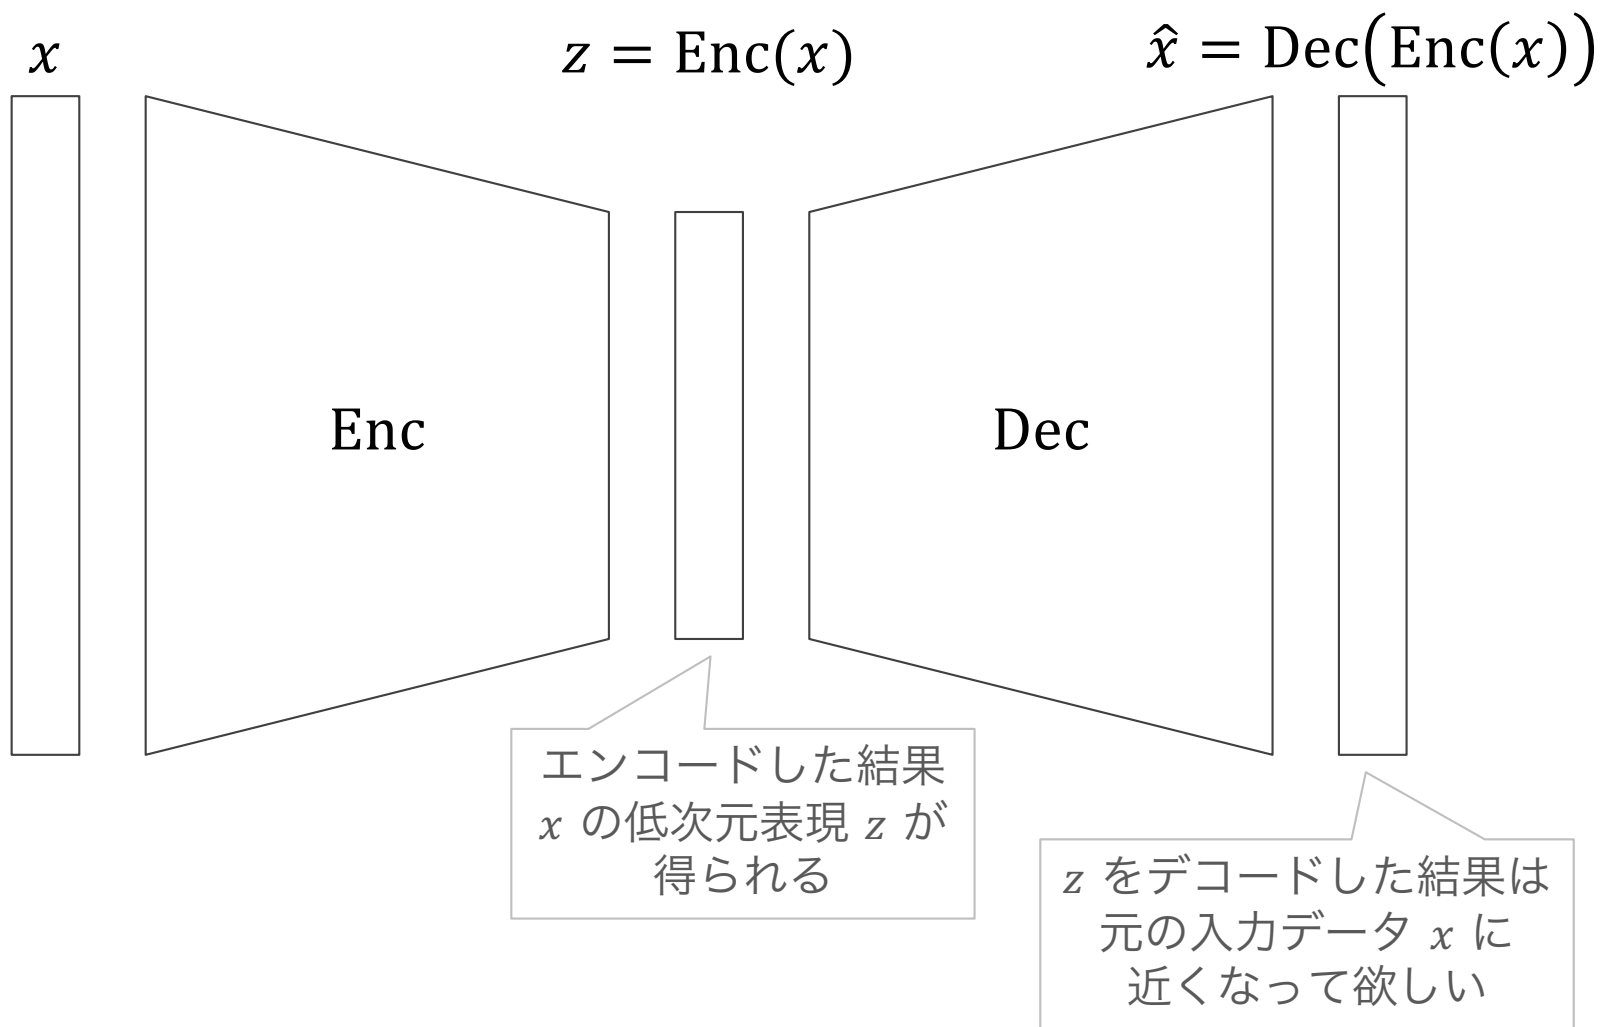 x
z = Enc(x)
x̂ = Dec(Enc(x))
Enc
Dec
エンコードした結果
x の低次元表現 z が
得られる
z をデコードした結果は
元の入力データ x に
近くなって欲しい